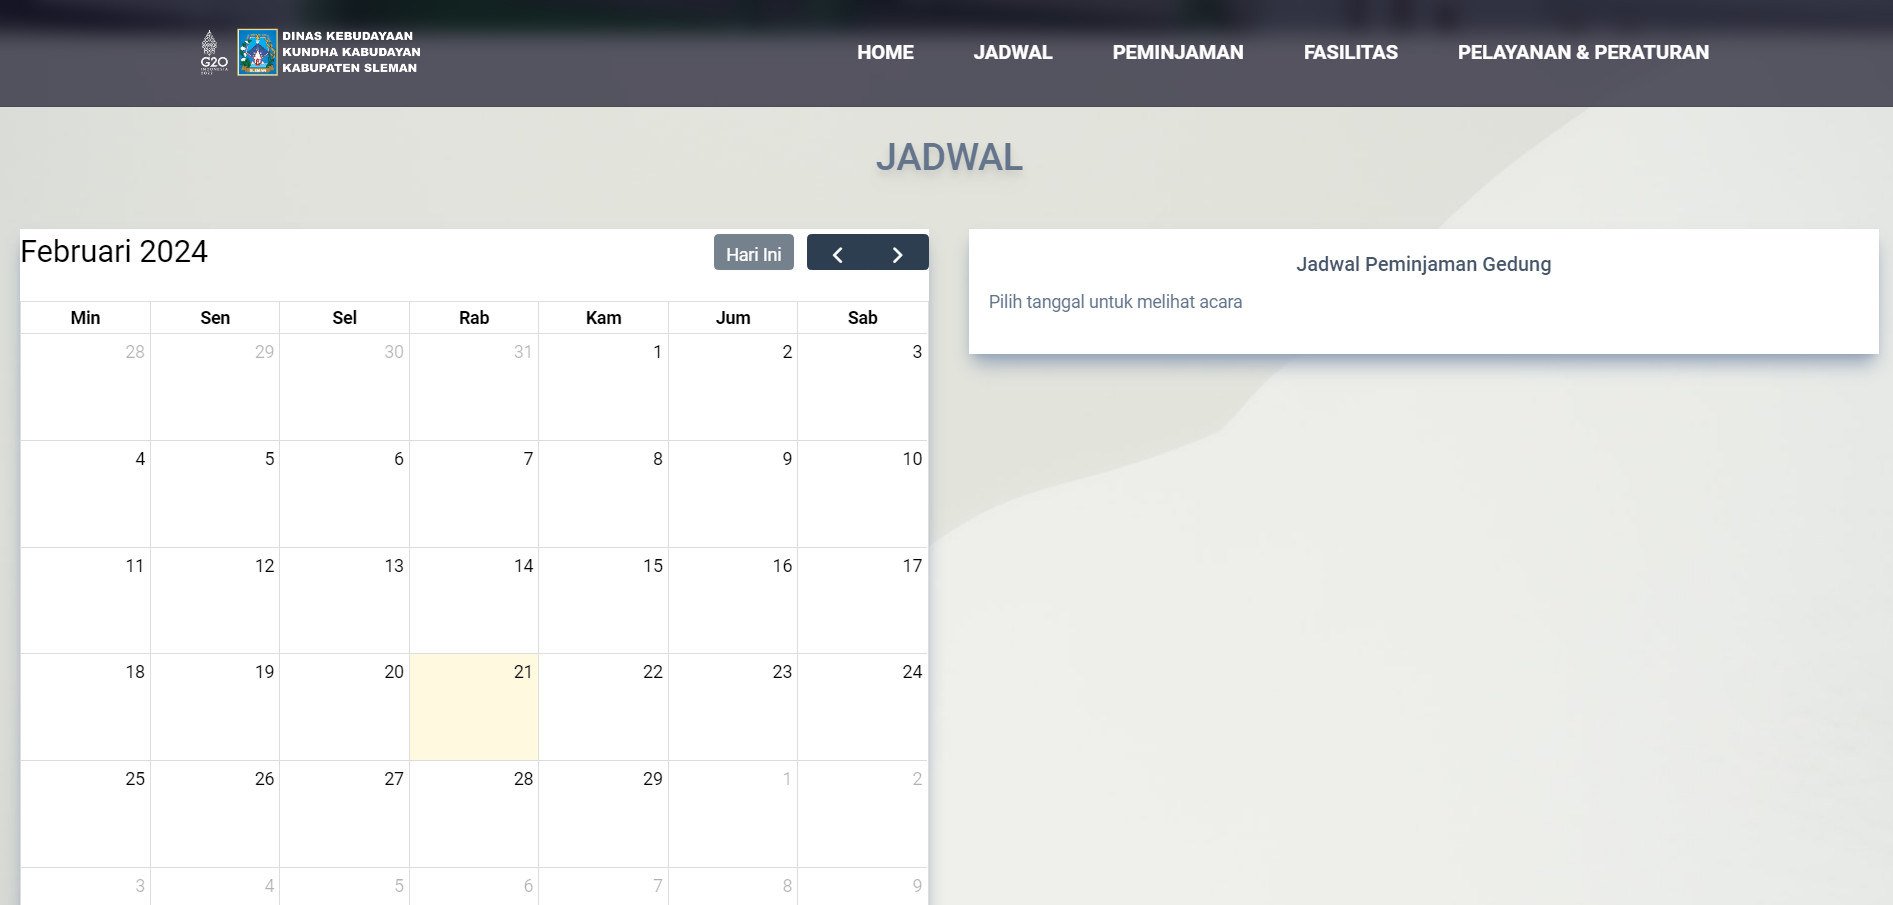 G20
INDONESIA
2022
SLEMAN
DINAS KEBUDAYAAN
KUNDHA KABUDAYAN
KABUPATEN SLEMAN
HOME JADWAL PEMINJAMAN FASILITAS PELAYANAN & PERATURAN
JADWAL
Februari 2024 Hari Ini
Min Sen Sel Rab Kam Jum Sab
28 29 30 31 1 2 3
4 5 6 7 8 9 10
11 12 13 14 15 16 17
18 19 20 21 22 23 24
25 26 27 28 29 1 2
3 4 5 6 7 8 9
Jadwal Peminjaman Gedung
Pilih tanggal untuk melihat acara